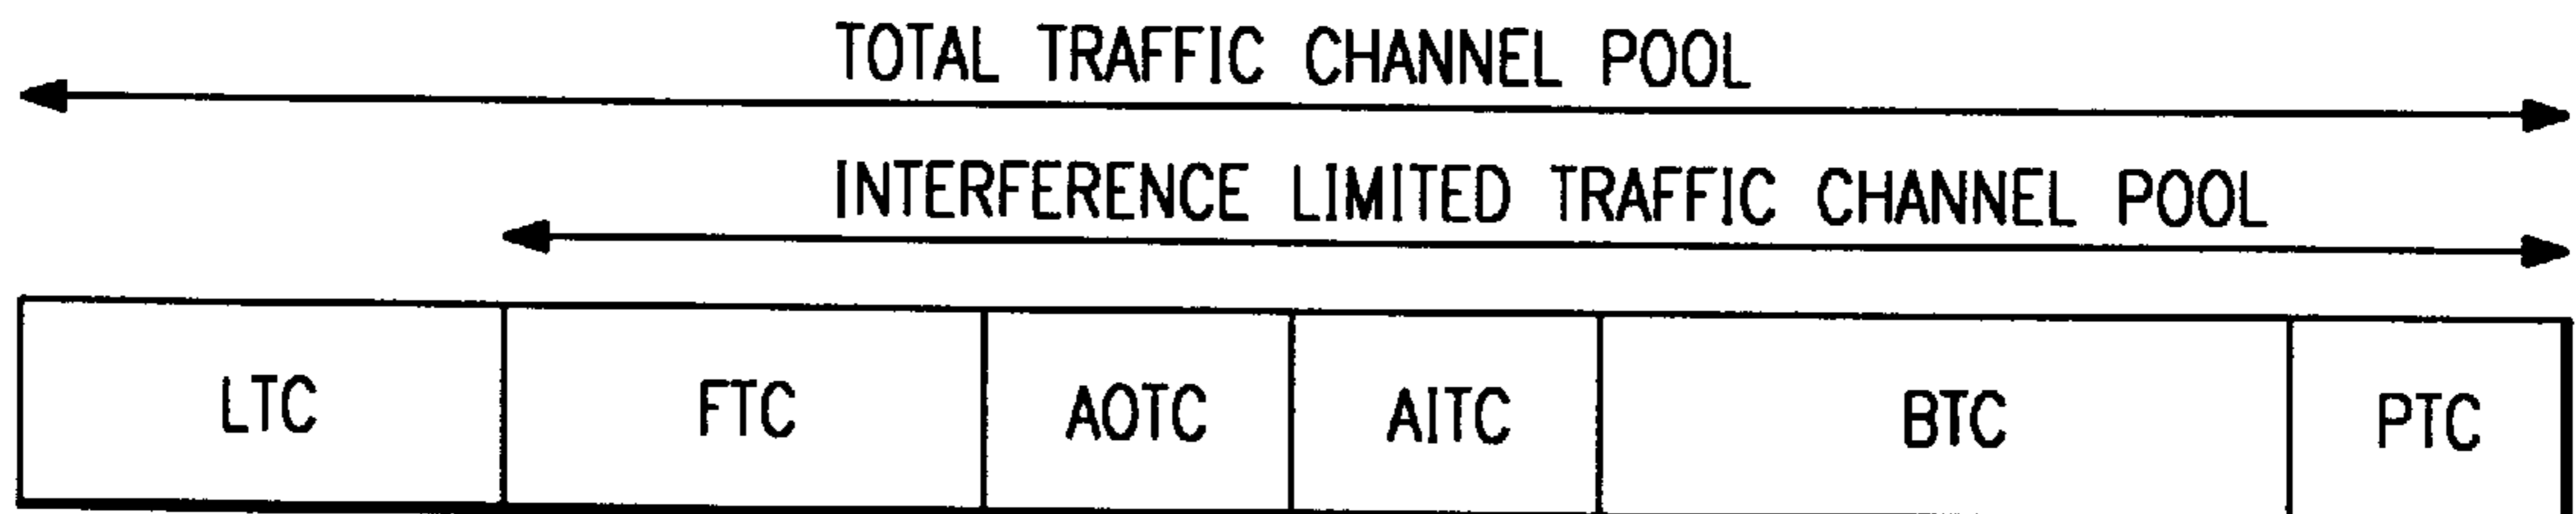 TOTAL TRAFFIC CHANNEL POOL
INTERFERENCE LIMITED TRAFFIC CHANNEL POOL
LTC FTC AOTC AITC BTC PTC